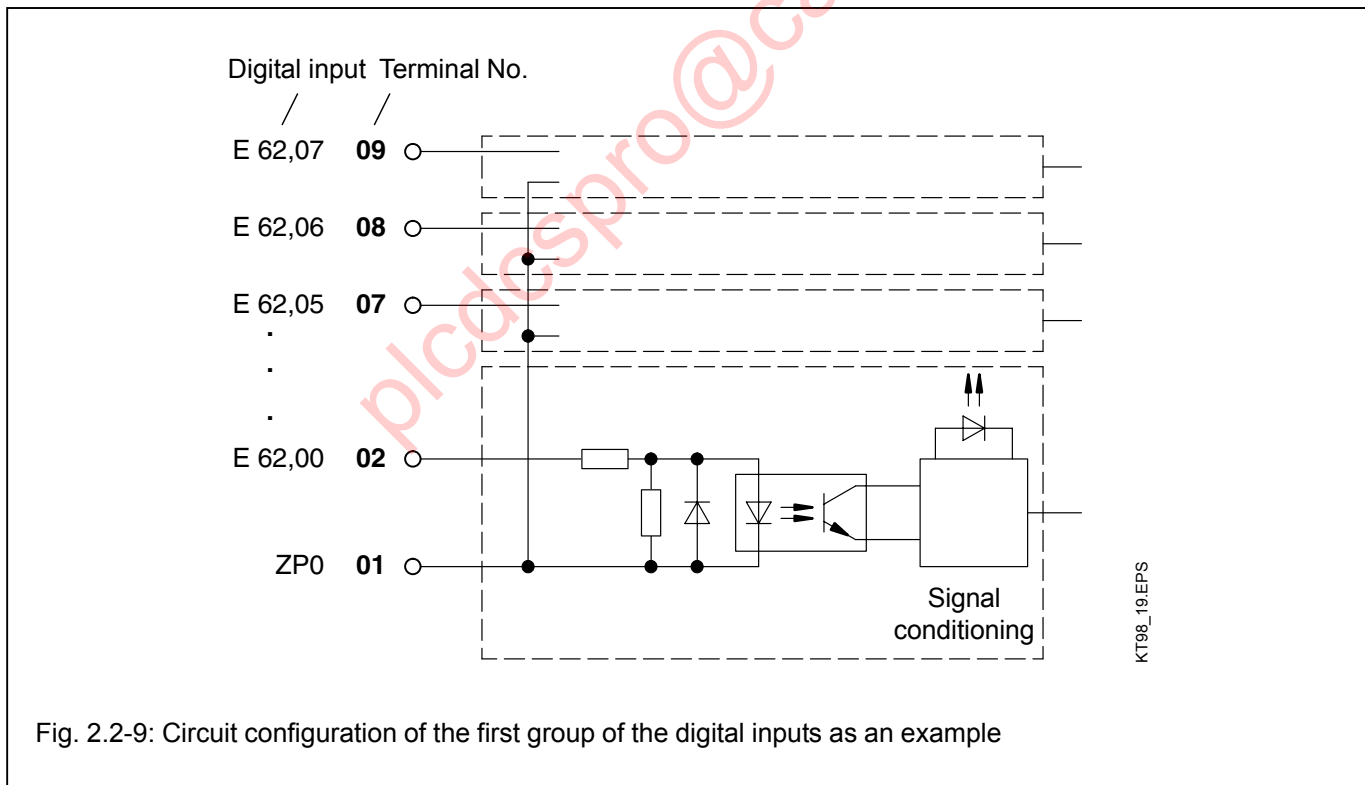 Digital input Terminal No.
E 62,07 09
E 62,06 08
E 62,05 07
.
.
.
E 62,00 02
ZP0 01
Signal
conditioning
KT98_19.EPS
plcdcspro@ca
Fig. 2.2-9: Circuit configuration of the first group of the digital inputs as an example